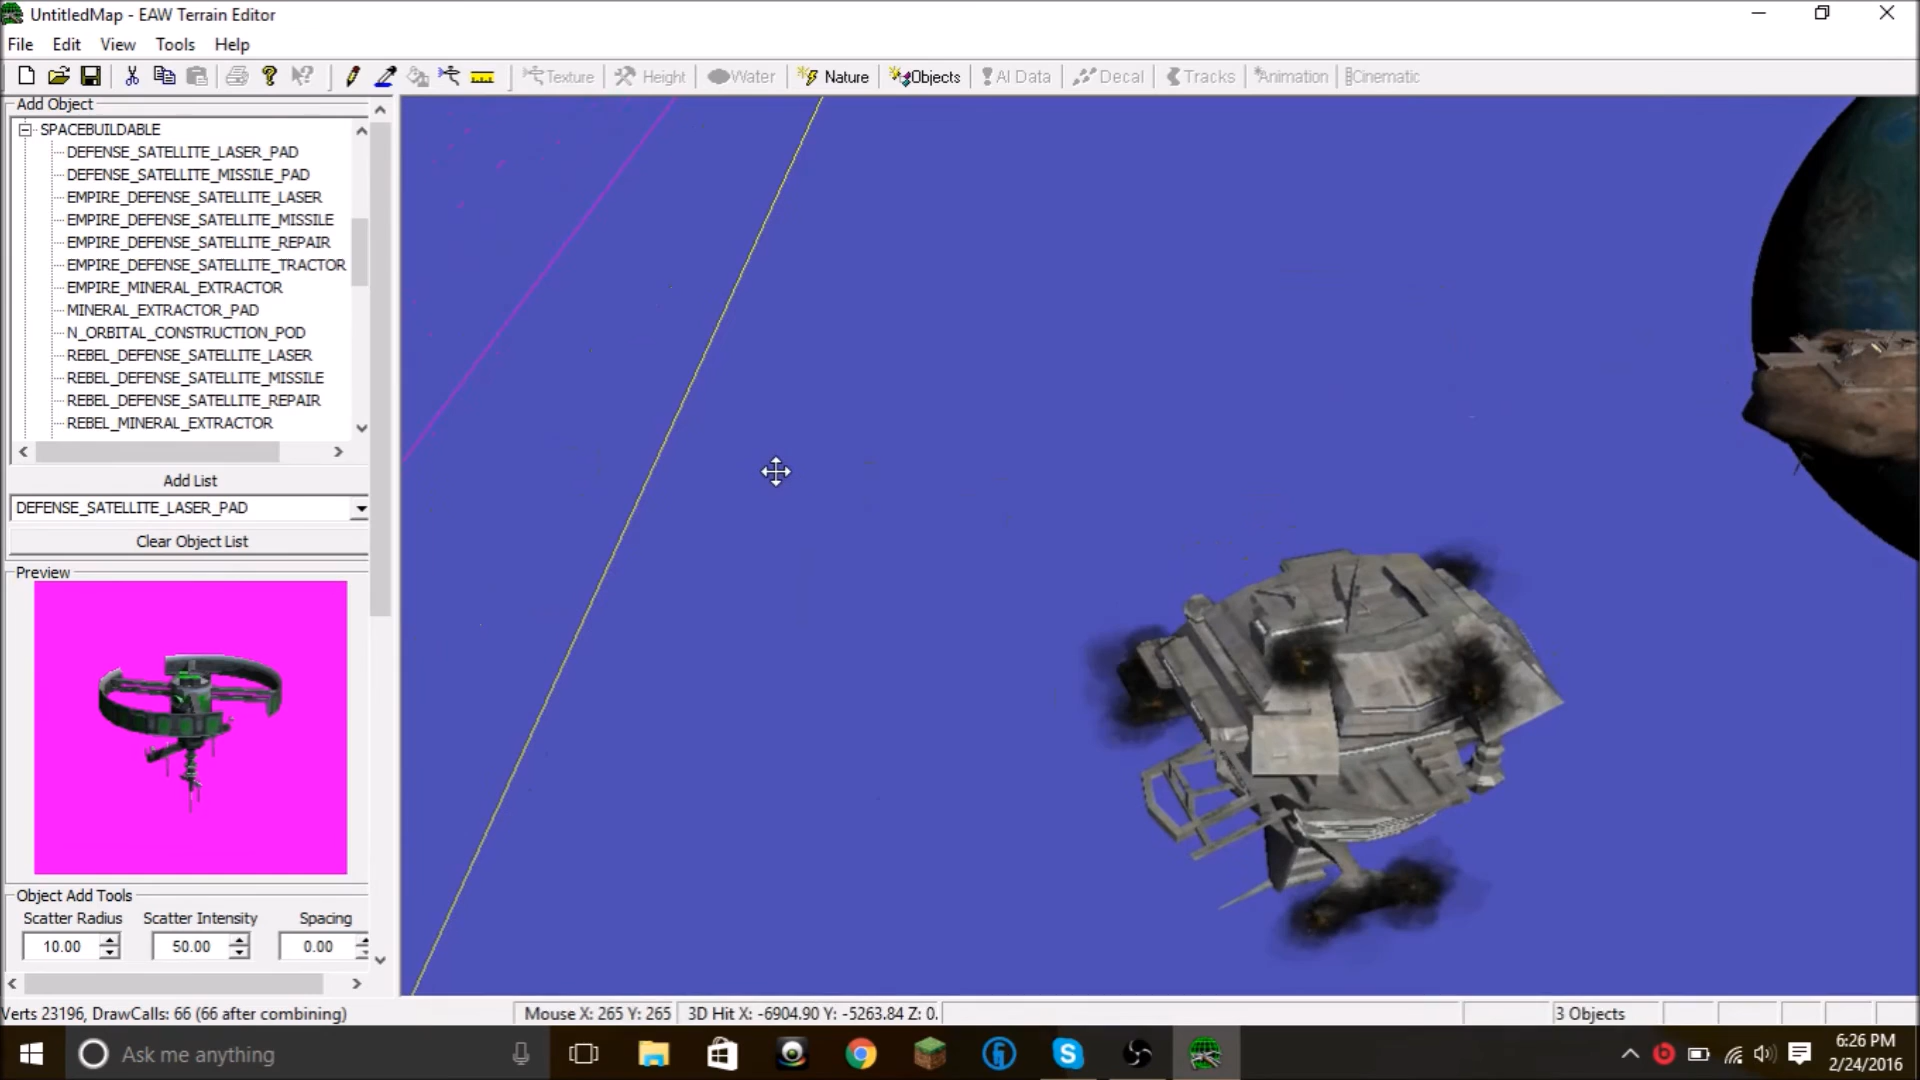 UntitledMap - EAW Terrain Editor
File Edit View Tools Help
Texture Height Water Nature Objects AI Data Decal Tracks Animation Cinematic
Add Object
SPACEBUILDABLE
DEFENSE_SATELLITE_LASER_PAD
DEFENSE_SATELLITE_MISSILE_PAD
EMPIRE_DEFENSE_SATELLITE_LASER
EMPIRE_DEFENSE_SATELLITE_MISSILE
EMPIRE_DEFENSE_SATELLITE_REPAIR
EMPIRE_DEFENSE_SATELLITE_TRACTOR
EMPIRE_MINERAL_EXTRACTOR
MINERAL_EXTRACTOR_PAD
N_ORBITAL_CONSTRUCTION_POD
REBEL_DEFENSE_SATELLITE_LASER
REBEL_DEFENSE_SATELLITE_MISSILE
REBEL_DEFENSE_SATELLITE_REPAIR
REBEL_MINERAL_EXTRACTOR
Add List
DEFENSE_SATELLITE_LASER_PAD
Clear Object List
Preview
Object Add Tools
Scatter Radius Scatter Intensity Spacing
10.00 50.00 0.00
Verts 23196, DrawCalls: 66 (66 after combining) Mouse X: 265 Y: 265 3D Hit X: -6904.90 Y: -5263.84 Z: 0. 3 Objects
Ask me anything
6:26 PM
2/24/2016